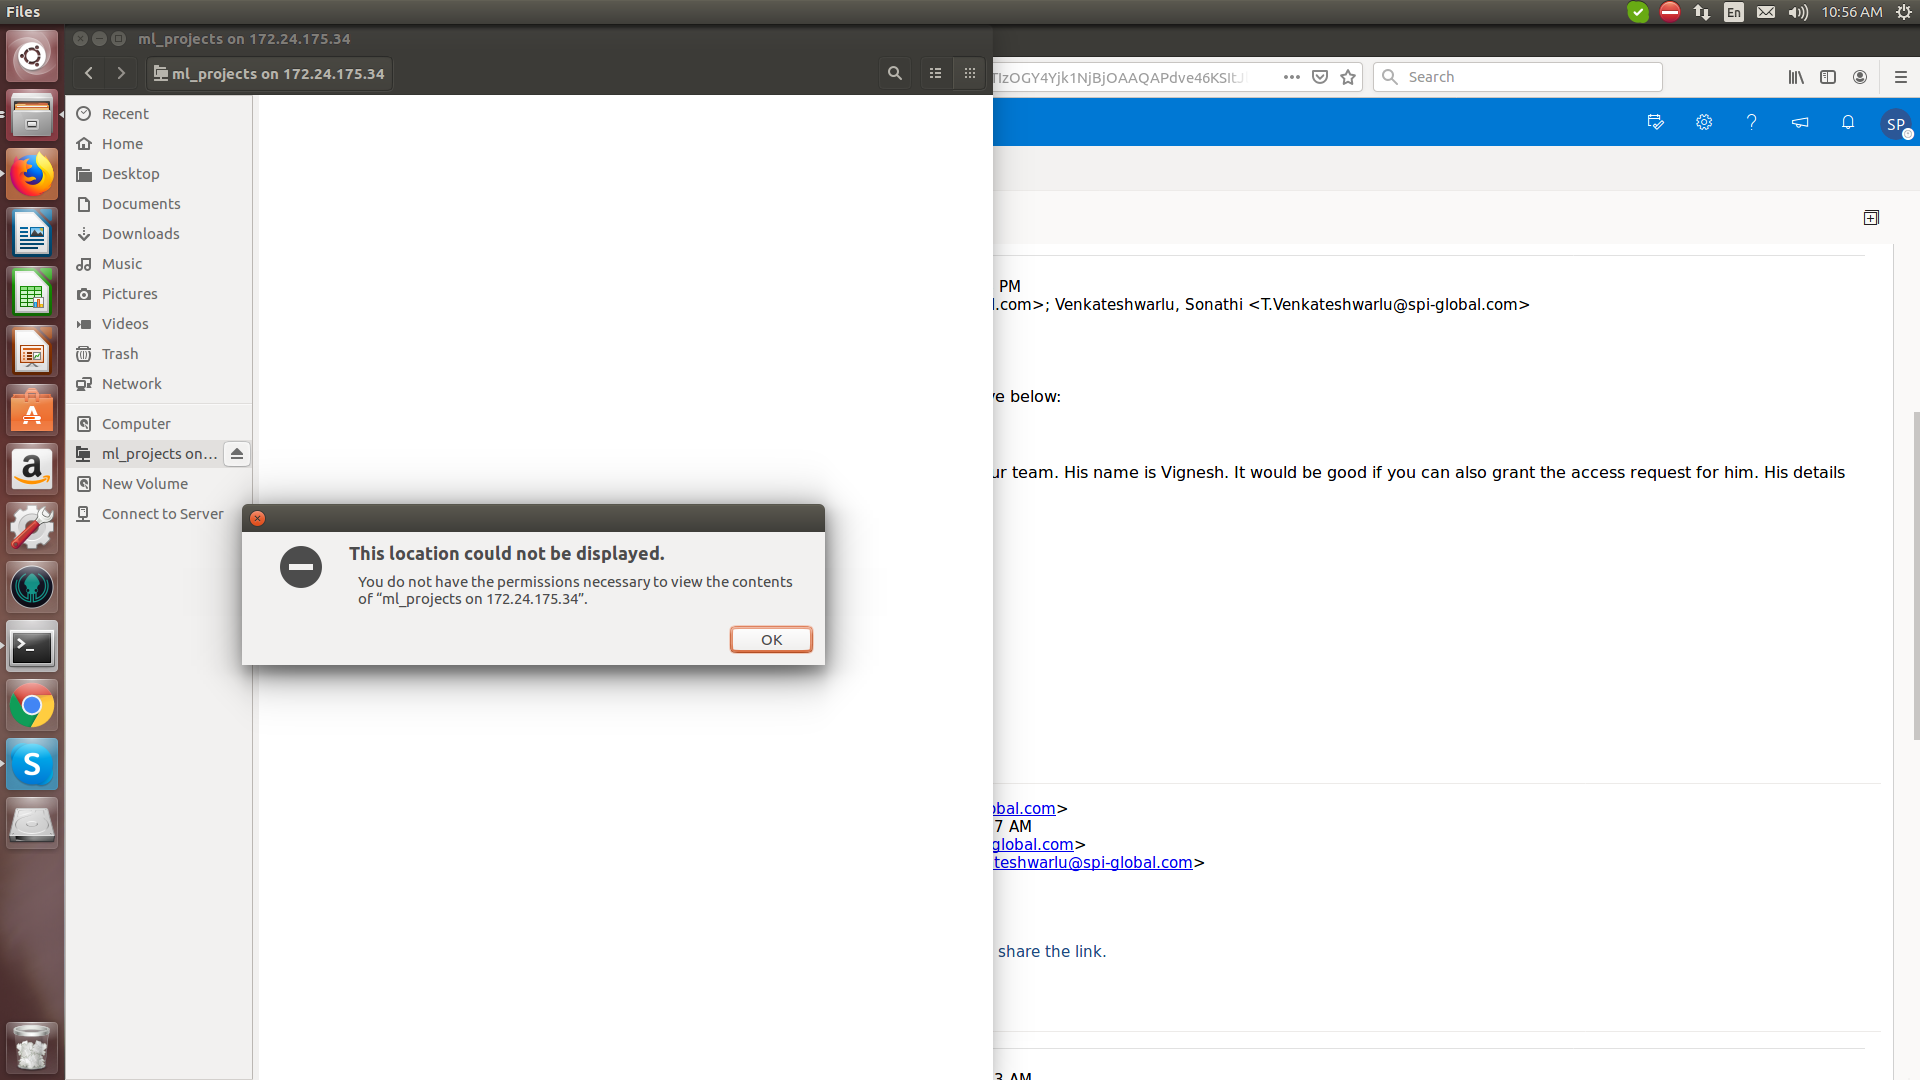 Files
En
10:56 AM
ml_projects on 172.24.175.34
ml_projects on 172.24.175.34
Search
SP
Recent
Home
Desktop
Documents
Downloads
Music
Pictures
Videos
Trash
Network
Computer
ml_projects on...
New Volume
Connect to Server
This location could not be displayed.
You do not have the permissions necessary to view the contents
of “ml_projects on 172.24.175.34”.
OK
PM
.com>; Venkateshwarlu, Sonathi <T.Venkateshwarlu@spi-global.com>
e below:
ur team. His name is Vignesh. It would be good if you can also grant the access request for him. His details
bal.com>
7 AM
global.com>
teshwarlu@spi-global.com>
share the link.
3 AM